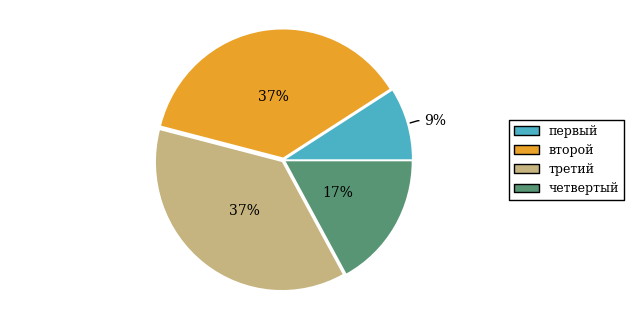 37%
9%
17%
37%
первый
второй
третий
четвертый